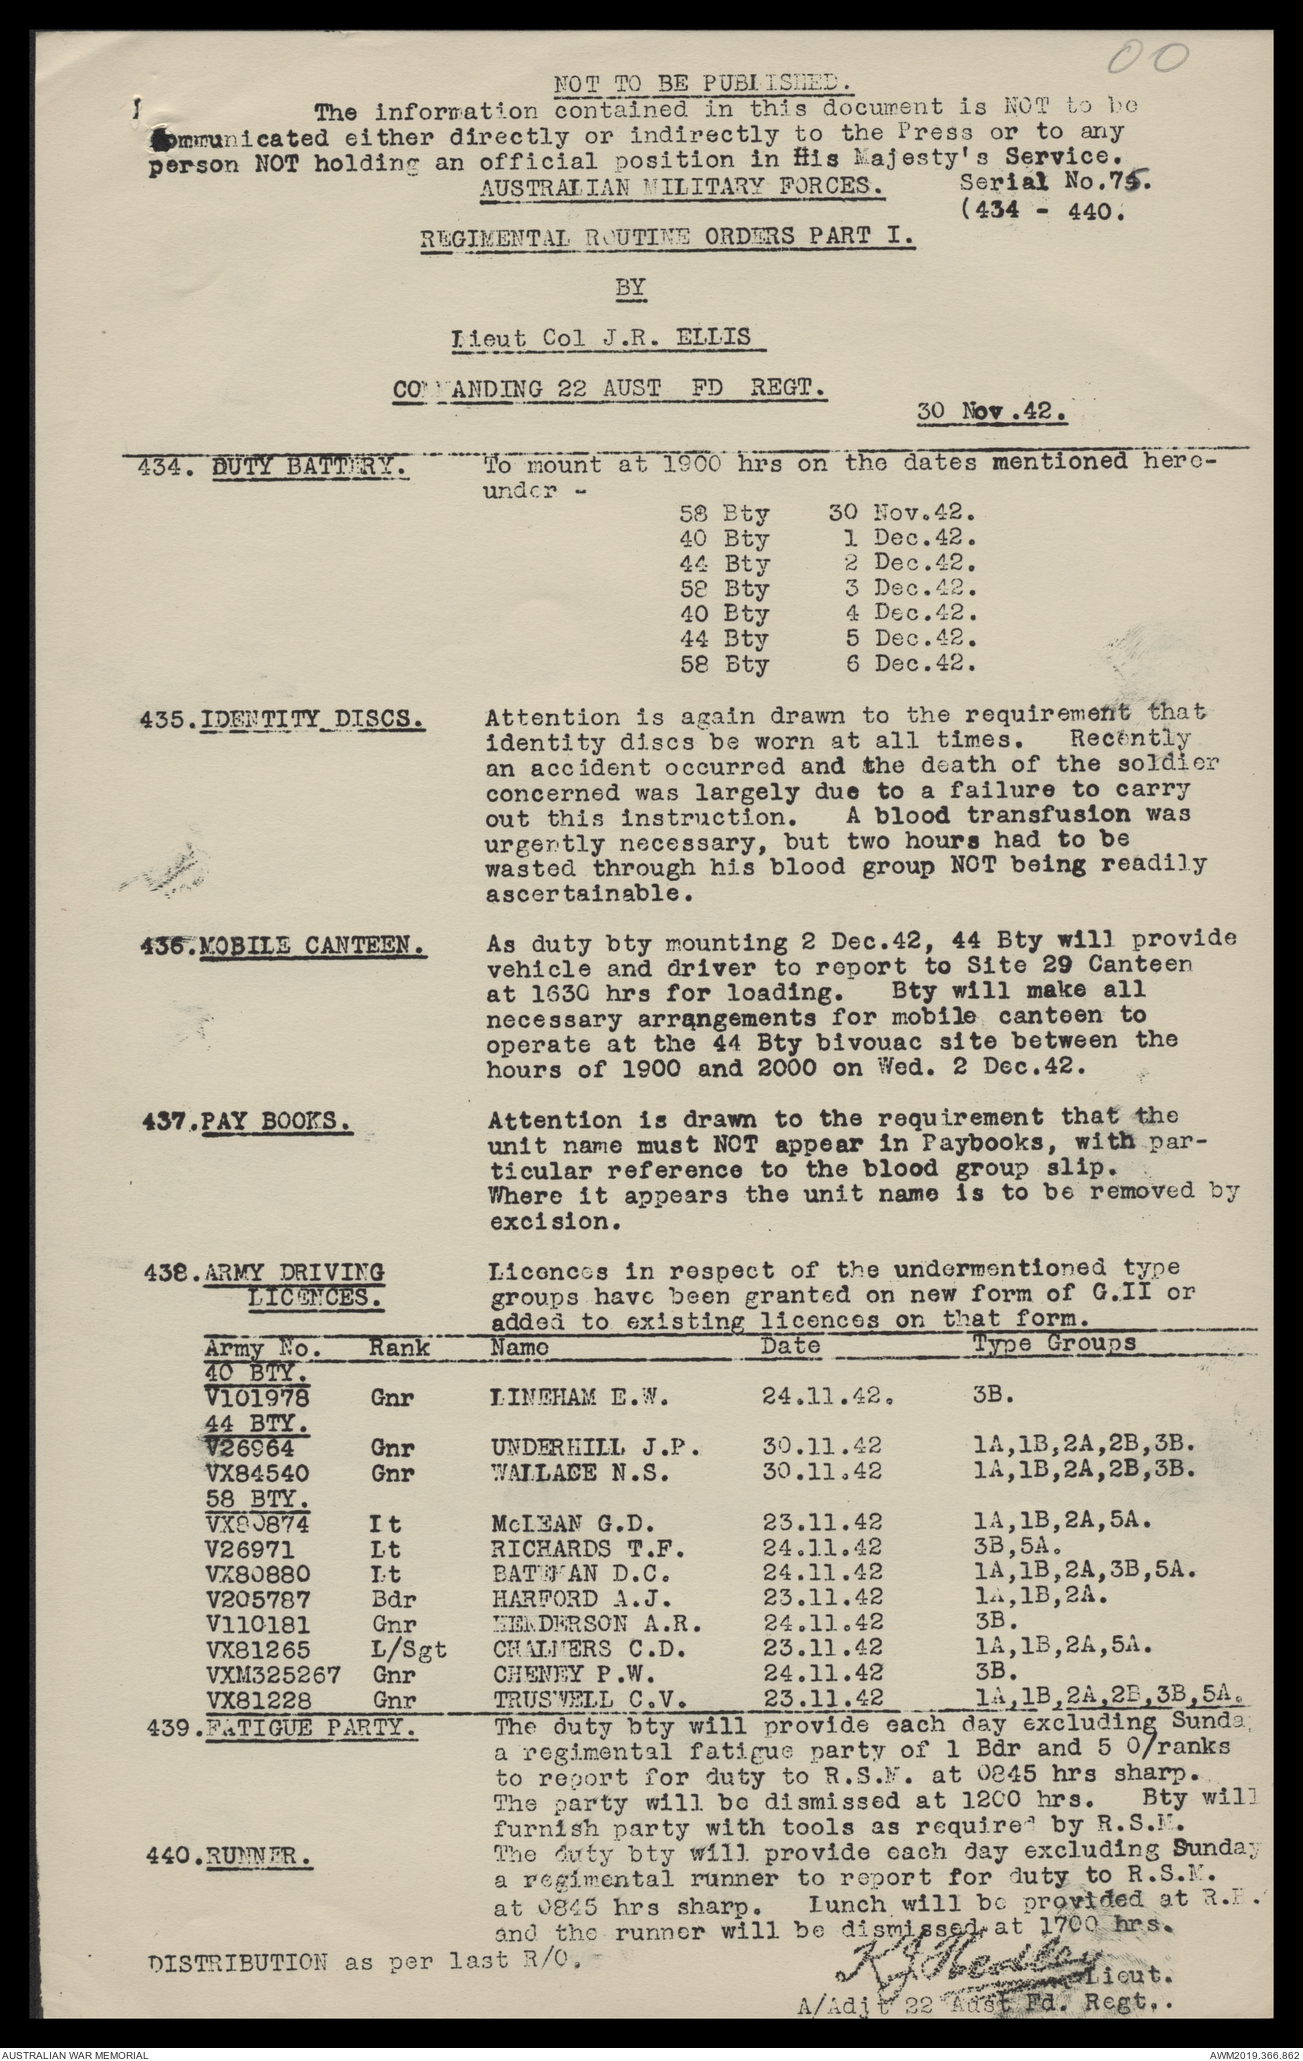 00
NOT TO BE PUBLISHED.
The information contained in this document is NOT to be
communicated either directly or indirectly to the Press or to any
person NOT holding an official position in His Majesty's Service.
AUSTRALIAN MILITARY FORCES. Serial No.75.
(434 - 440.
REGIMENTAL ROUTINE ORDERS PART I.
BY
Lieut Col J.R. ELLIS
COMMANDING 22 AUST FD REGT.
30 Nov.42.
434. DUTY BATTERY. To mount at 1900 hrs on the dates mentioned here-
under -
58 Bty 30 Nov.42.
40 Bty 1 Dec.42.
44 Bty 2 Dec.42.
58 Bty 3 Dec.42.
40 Bty 4 Dec.42.
44 Bty 5 Dec.42.
58 Bty 6 Dec.42.
435.IDENTITY DISCS. Attention is again drawn to the requirement that
identity discs be worn at all times. Recently
an accident occurred and the death of the soldier
concerned was largely due to a failure to carry
out this instruction. A blood transfusion was
urgently necessary, but two hours had to be
wasted through his blood group NOT being readily
ascertainable.
436.MOBILE CANTEEN. As duty bty mounting 2 Dec.42, 44 Bty will provide
vehicle and driver to report to Site 29 Canteen
at 1630 hrs for loading. Bty will make all
necessary arrangements for mobile canteen to
operate at the 44 Bty bivouac site between the
hours of 1900 and 2000 on Wed. 2 Dec.42.
437.PAY BOOKS. Attention is drawn to the requirement that the
unit name must NOT appear in Paybooks, with par-
ticular reference to the blood group slip.
Where it appears the unit name is to be removed by
excision.
438.ARMY DRIVING Licences in respect of the undermentioned type
LICENCES. groups have been granted on new form of G.II or
added to existing licences on that form.
Army No. Rank Name Date Type Groups
40 BTY.
V101978 Gnr LINEHAM E.W. 24.11.42. 3B.
44 BTY.
V26964 Gnr UNDERHILL J.P. 30.11.42 1A,1B,2A,2B,3B.
VX84540 Gnr WALLACE N.S. 30.11.42 1A,1B,2A,2B,3B.
58 BTY.
VX80874 Lt McLEAN G.D. 23.11.42 1A,1B,2A,5A.
V26971 Lt RICHARDS T.F. 24.11.42 3B,5A.
VX80880 Lt BATEMAN D.C. 24.11.42 1A,1B,2A,3B,5A.
V205787 Bdr HARFORD A.J. 23.11.42 1A,1B,2A.
V110181 Gnr HENDERSON A.R. 24.11.42 3B.
VX81265 L/Sgt CHALMERS C.D. 23.11.42 1A,1B,2A,5A.
VXM325267 Gnr CHENEY P.W. 24.11.42 3B.
VX81228 Gnr TRUSWELL C.V. 23.11.42 1A,1B,2A,2B,3B,5A.
439.FATIGUE PARTY. The duty bty will provide each day excluding Sunday
a regimental fatigue party of 1 Bdr and 5 O/ranks
to report for duty to R.S.M. at 0845 hrs sharp.
The party will be dismissed at 1200 hrs. Bty will
furnish party with tools as required by R.S.M.
440.RUNNER. The duty bty will provide each day excluding Sunday
a regimental runner to report for duty to R.S.M.
at 0845 hrs sharp. Lunch will be provided at R.H.
and the runner will be dismissed at 1700 hrs.
DISTRIBUTION as per last R/O.
Lieut.
A/Adjt 22 Aust Fd. Regt..
AUSTRALIAN WAR MEMORIAL AWM2019.366.862